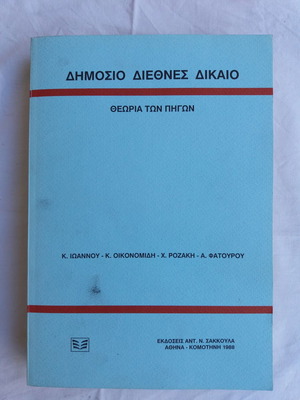 ΔΗΜΟΣΙΟ ΔΙΕΘΝΕΣ ΔΙΚΑΙΟ
ΘΕΩΡΙΑ ΤΩΝ ΠΗΓΩΝ
Κ. ΙΩΑΝΝΟΥ - Κ. ΟΙΚΟΝΟΜΙΔΗ - Χ. ΡΟΖΑΚΗ - Α. ΦΑΤΟΥΡΟΥ
ΕΚΔΟΣΕΙΣ ΑΝΤ. Ν. ΣΑΚΚΟΥΛΑ
ΑΘΗΝΑ - ΚΟΜΟΤΗΝΗ 1988